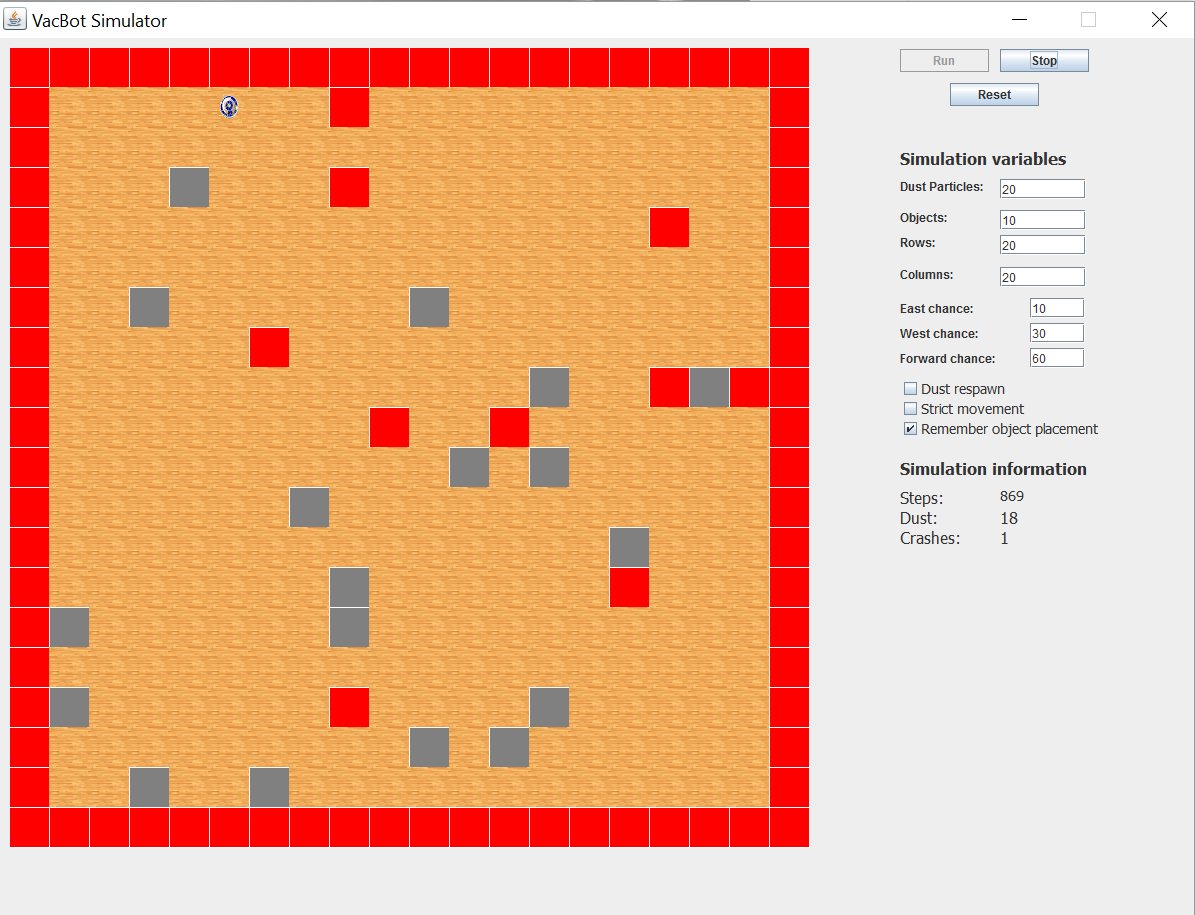 VacBot Simulator
Run Stop
Reset
Simulation variables
Dust Particles: 20
Objects: 10
Rows: 20
Columns: 20
East chance: 10
West chance: 30
Forward chance: 60
Dust respawn
Strict movement
Remember object placement
Simulation information
Steps: 869
Dust: 18
Crashes: 1